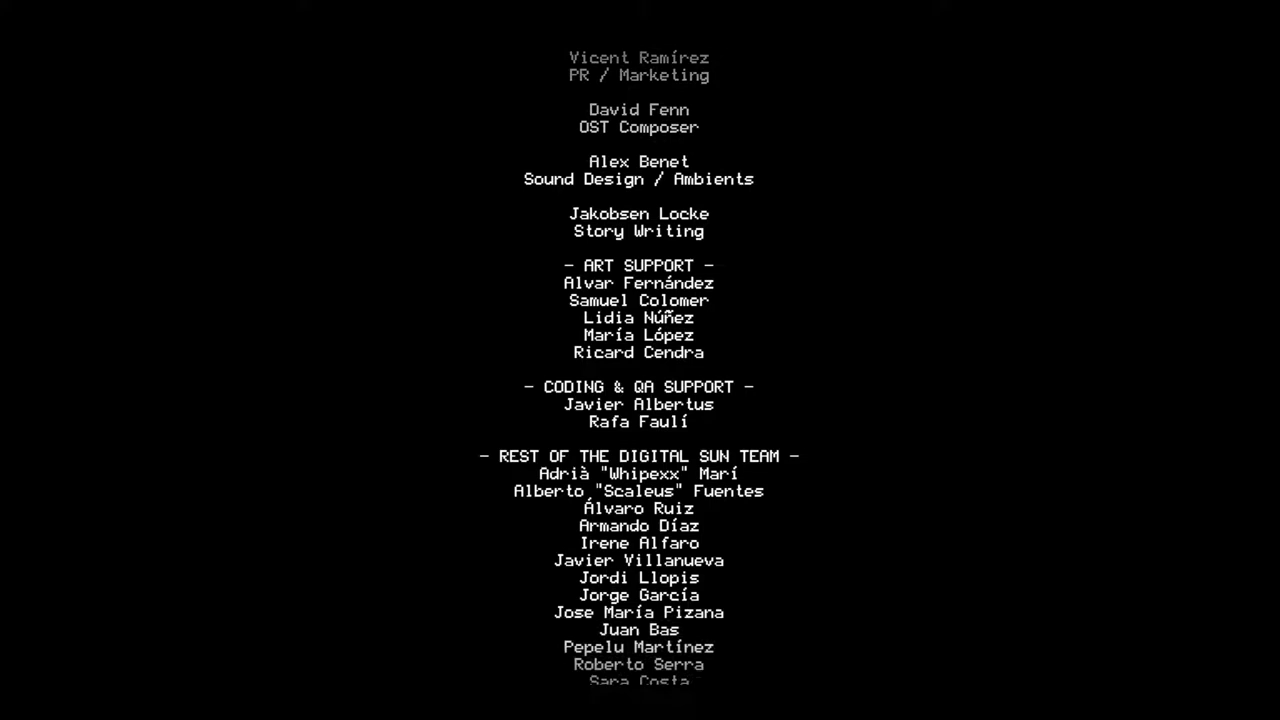 Vicent Ramírez
PR / Marketing
David Fenn
OST Composer
Alex Benet
Sound Design / Ambients
Jakobsen Locke
Story Writing
- ART SUPPORT -
Alvar Fernández
Samuel Colomer
Lidia Núñez
María López
Ricard Cendra
- CODING & QA SUPPORT -
Javier Albertus
Rafa Faulí
- REST OF THE DIGITAL SUN TEAM -
Adrià "Whipexx" Marí
Alberto "Scaleus" Fuentes
Álvaro Ruiz
Armando Díaz
Irene Alfaro
Javier Villanueva
Jordi Llopis
Jorge García
Jose María Pizana
Juan Bas
Pepelu Martínez
Roberto Serra
Sara Costa